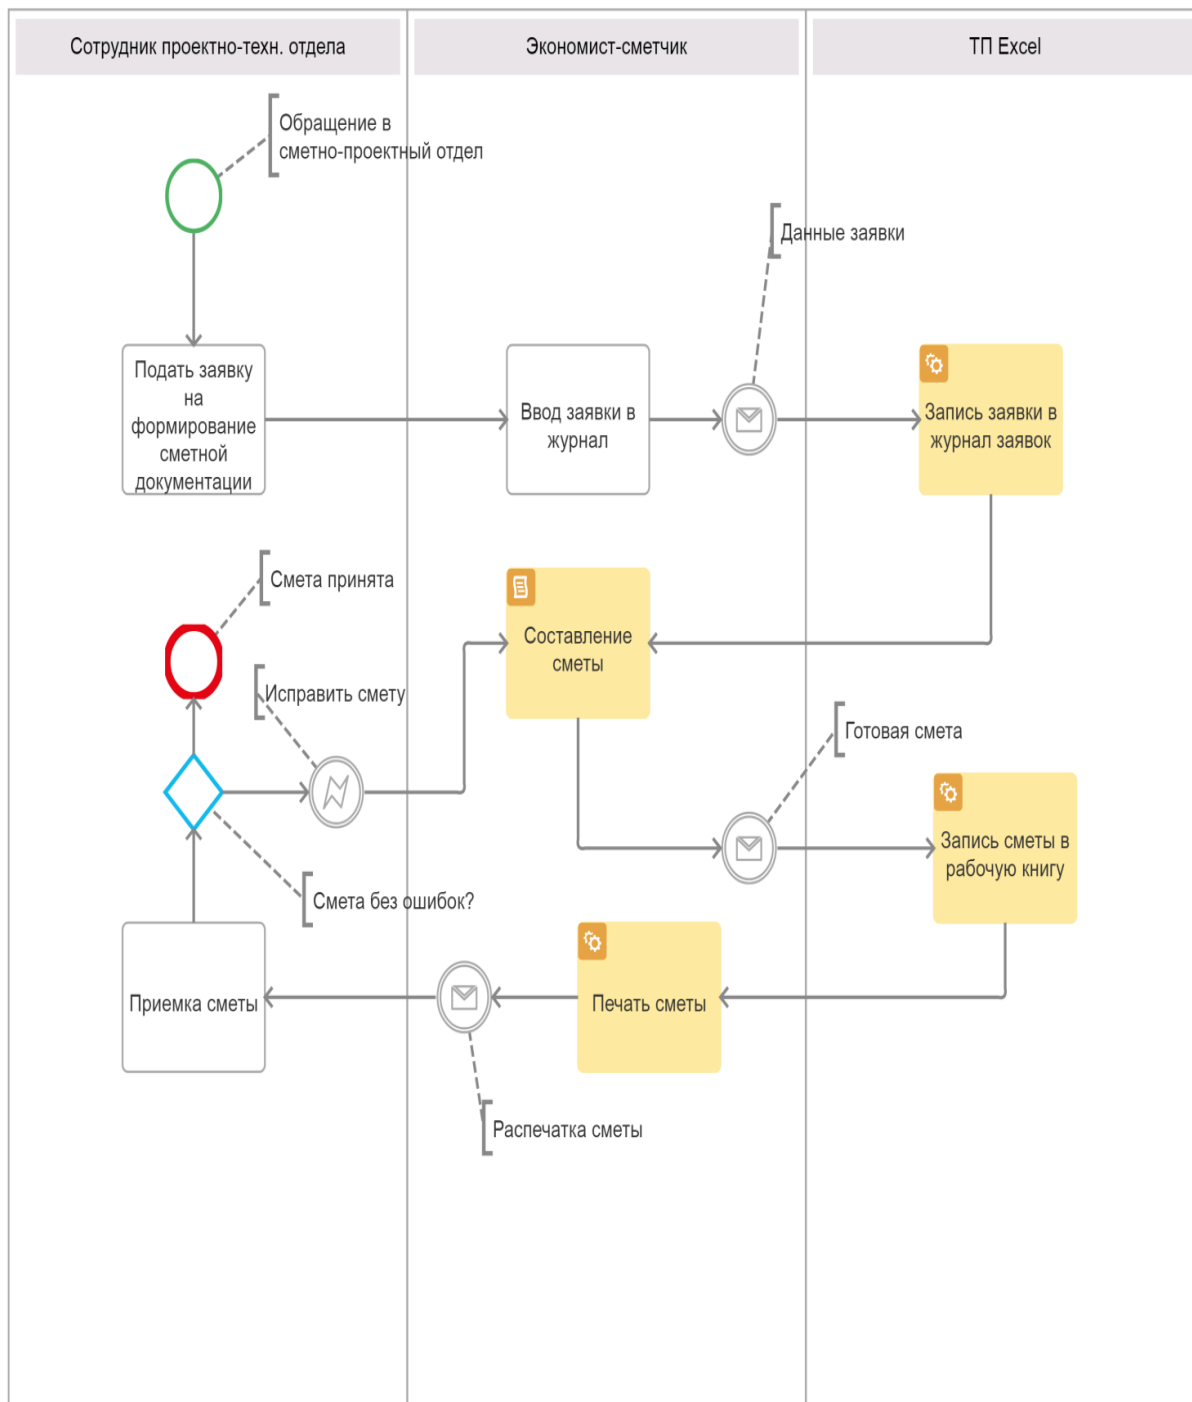 Сотрудник проектно-техн. отдела
Экономист-сметчик
ТП Excel
Обращение в
сметно-проектный отдел
Данные заявки
Подать заявку
на
формирование
сметной
документации
Ввод заявки в
журнал
Запись заявки в
журнал заявок
Смета принята
Составление
сметы
Исправить смету
Готовая смета
Запись сметы в
рабочую книгу
Смета без ошибок?
Приемка сметы
Печать сметы
Распечатка сметы